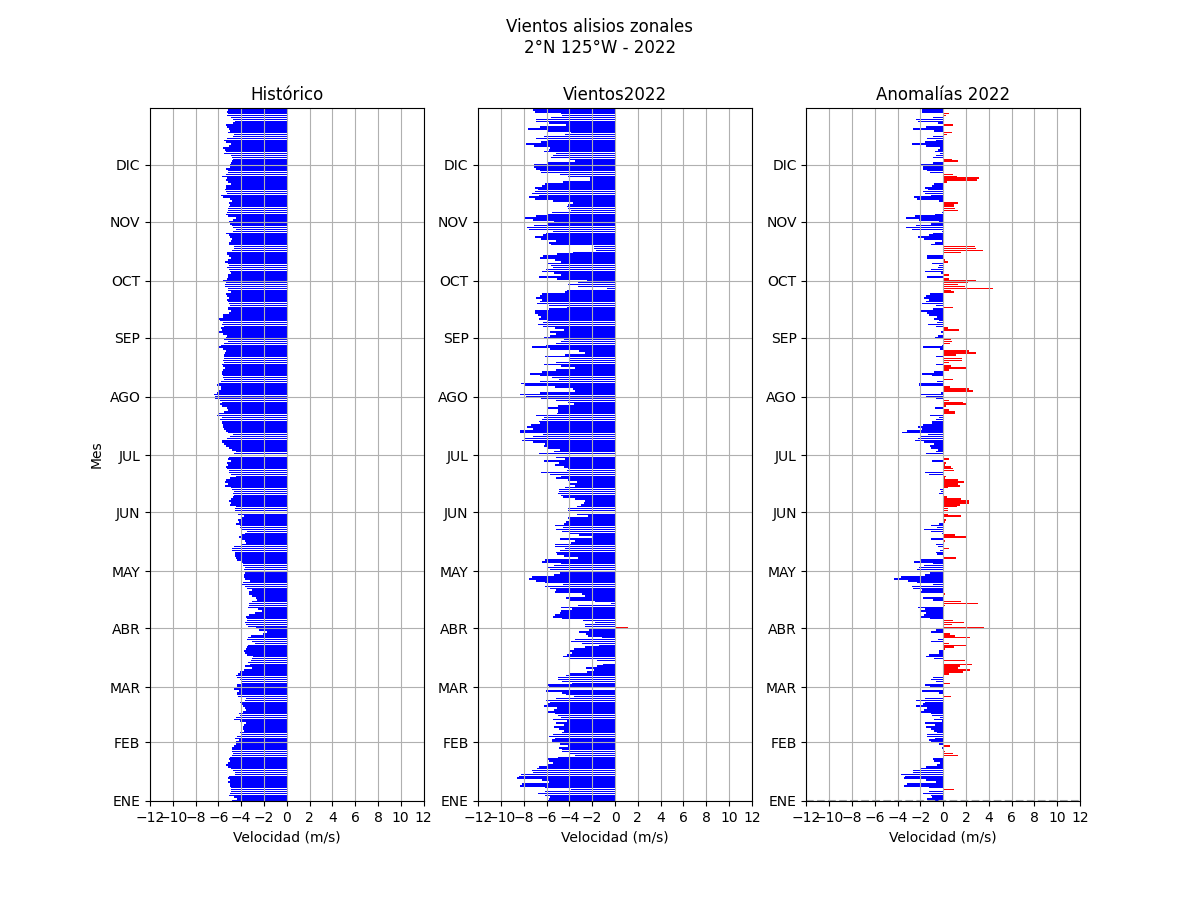 Vientos alisios zonales
2°N 125°W - 2022
Histórico
Vientos2022
Anomalías 2022
DIC
NOV
OCT
SEP
AGO
JUL
JUN
MAY
ABR
MAR
FEB
ENE
Mes
−12 −10 −8 −6 −4 −2 0 2 4 6 8 10 12
Velocidad (m/s)
DIC
NOV
OCT
SEP
AGO
JUL
JUN
MAY
ABR
MAR
FEB
ENE
−12 −10 −8 −6 −4 −2 0 2 4 6 8 10 12
Velocidad (m/s)
DIC
NOV
OCT
SEP
AGO
JUL
JUN
MAY
ABR
MAR
FEB
ENE
−12 −10 −8 −6 −4 −2 0 2 4 6 8 10 12
Velocidad (m/s)